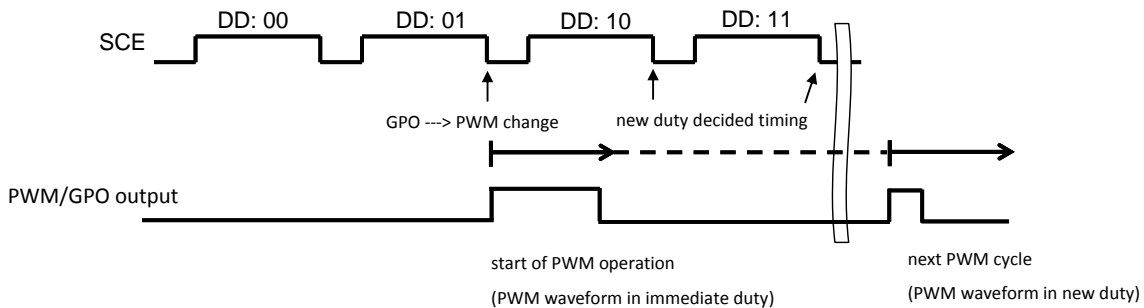 DD: 00
DD: 01
DD: 10
DD: 11
SCE
GPO ---> PWM change
new duty decided timing
PWM/GPO output
start of PWM operation
(PWM waveform in immediate duty)
next PWM cycle
(PWM waveform in new duty)